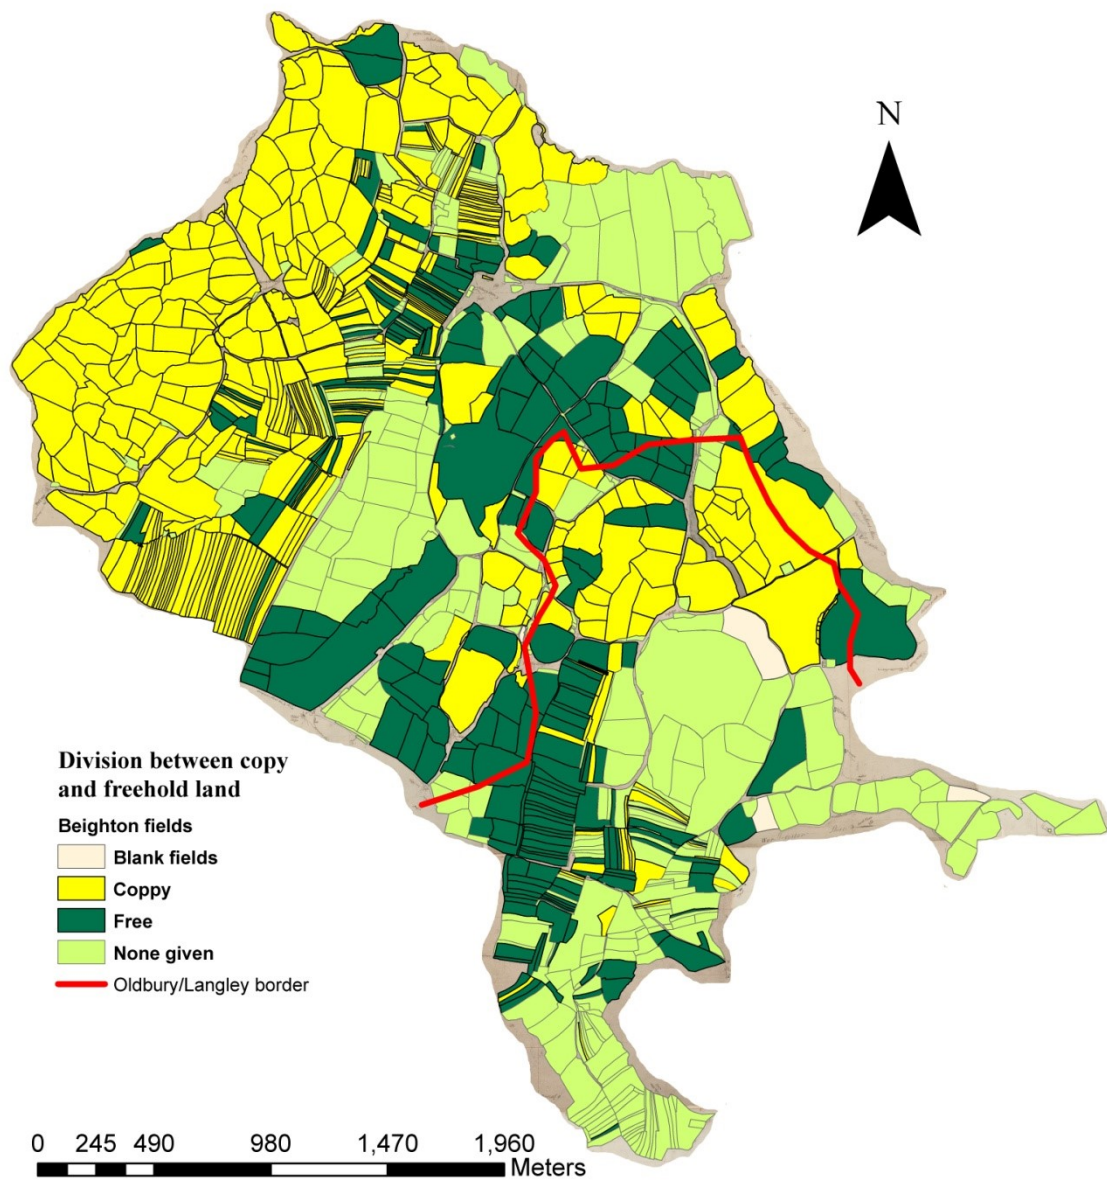 N
Division between copy
and freehold land
Beighton fields
Blank fields
Coppy
Free
None given
Oldbury/Langley border
0 245 490 980 1,470 1,960
Meters